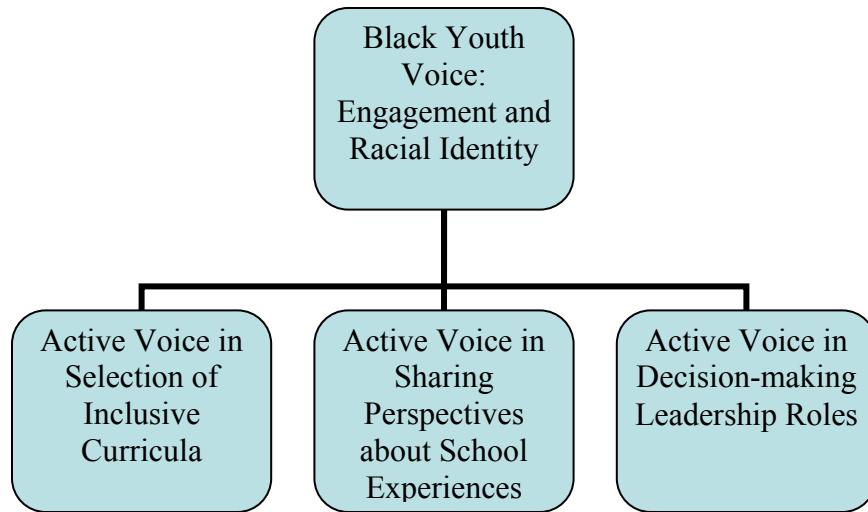 Black Youth
Voice:
Engagement and
Racial Identity
Active Voice in
Selection of
Inclusive
Curricula
Active Voice in
Sharing
Perspectives
about School
Experiences
Active Voice in
Decision-making
Leadership Roles